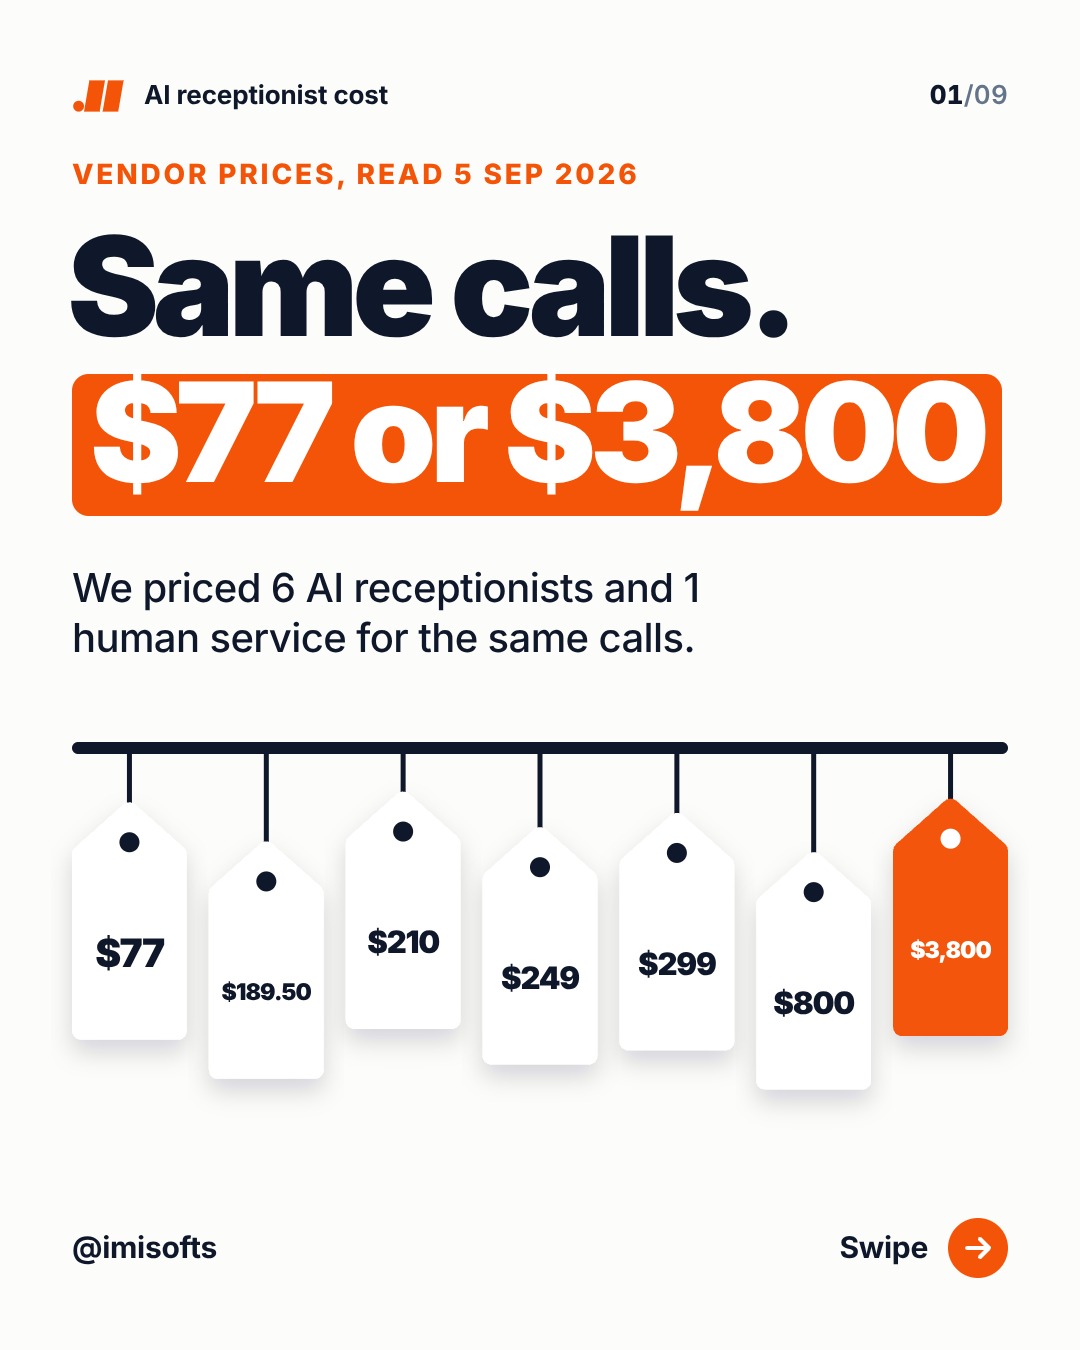 AI receptionist cost
01/09
VENDOR PRICES, READ 5 SEP 2026
Same calls.
$77 or $3,800
We priced 6 AI receptionists and 1
human service for the same calls.
$77
$189.50
$210
$249
$299
$800
$3,800
@imisofts
Swipe